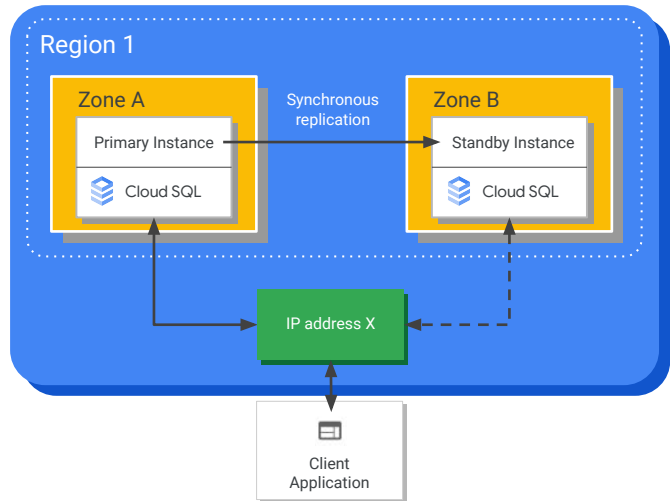 Region 1
Zone A
Primary Instance
Cloud SQL
Synchronous
replication
Zone B
Standby Instance
Cloud SQL
IP address X
Client
Application